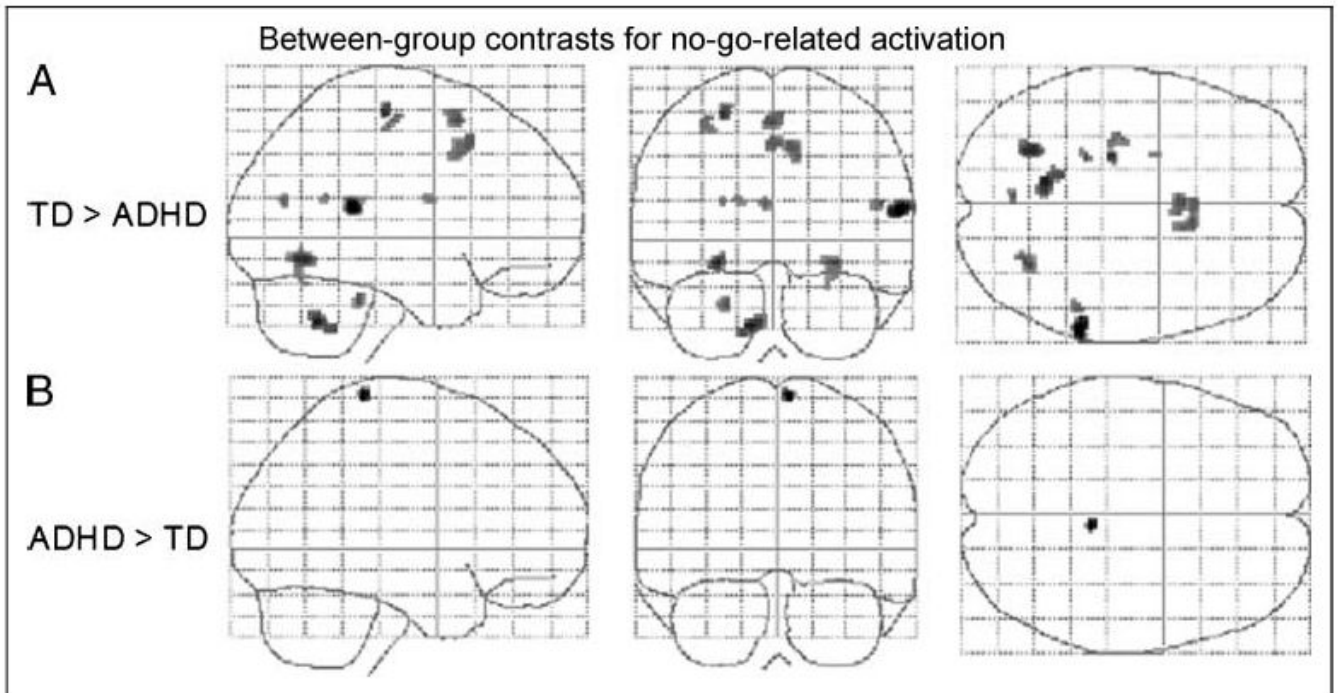 Between-group contrasts for no-go-related activation
A
TD > ADHD
B
ADHD > TD